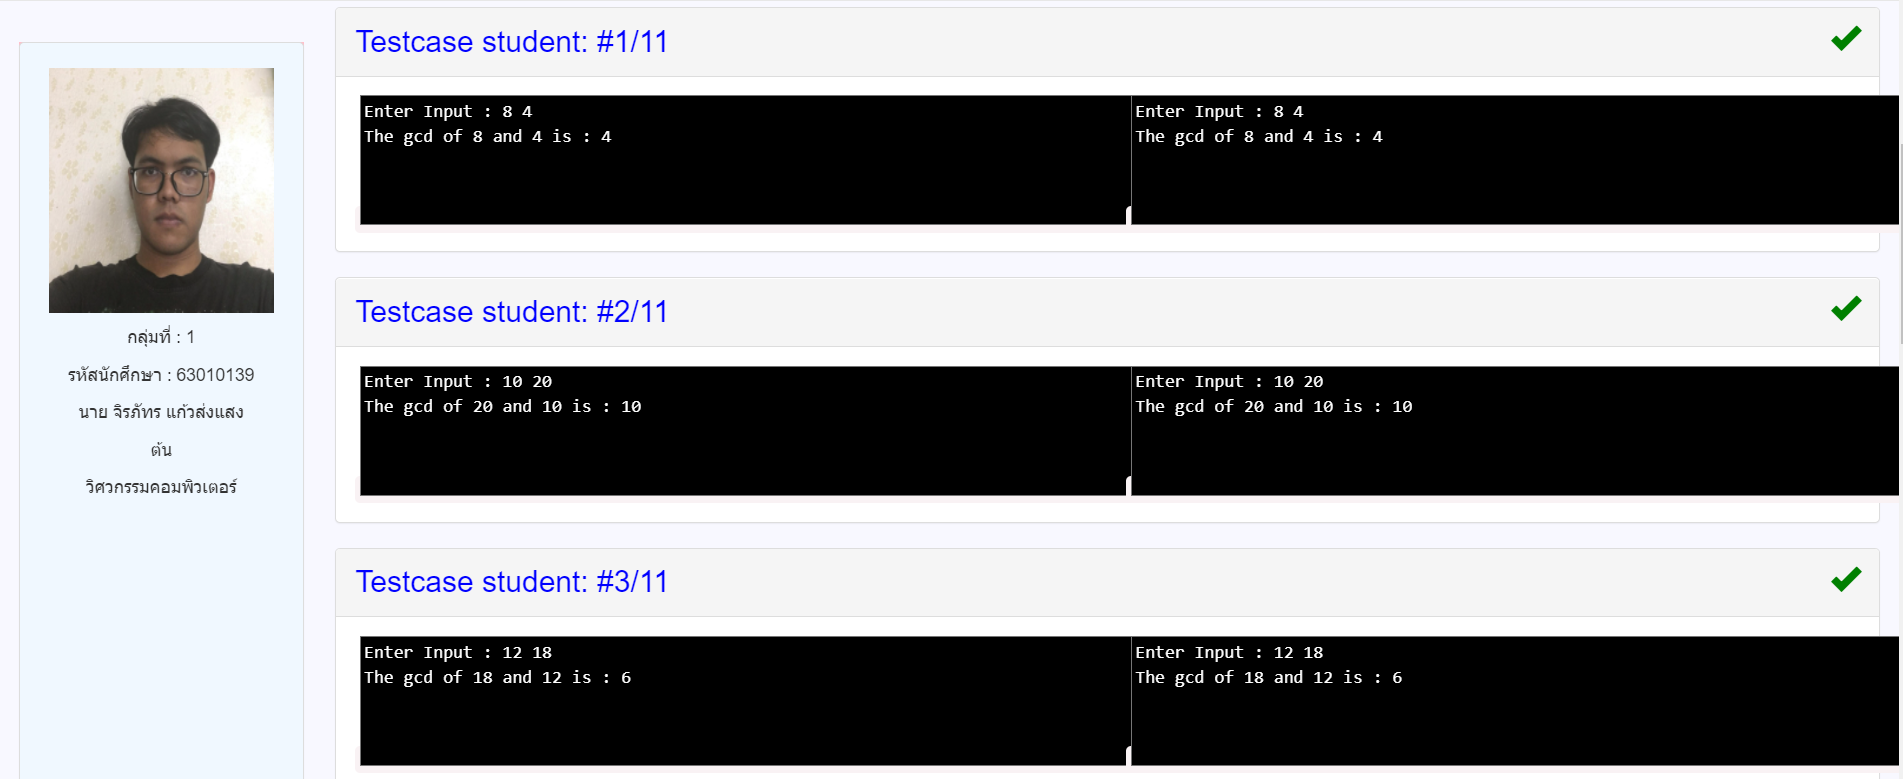 กลุ่มที่ : 1
รหัสนักศึกษา : 63010139
นาย จิรภัทร แก้วส่งแสง
ต้น
วิศวกรรมคอมพิวเตอร์
Testcase student: #1/11
Enter Input : 8 4
The gcd of 8 and 4 is : 4
Enter Input : 8 4
The gcd of 8 and 4 is : 4
Testcase student: #2/11
Enter Input : 10 20
The gcd of 20 and 10 is : 10
Enter Input : 10 20
The gcd of 20 and 10 is : 10
Testcase student: #3/11
Enter Input : 12 18
The gcd of 18 and 12 is : 6
Enter Input : 12 18
The gcd of 18 and 12 is : 6